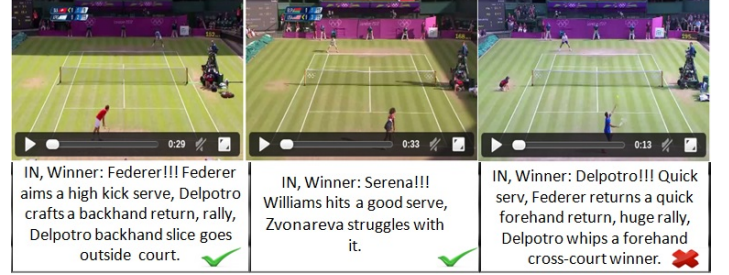 0:29
0:33
0:13
IN, Winner: Federer!!! Federer
aims a high kick serve, Delpotro
crafts a backhand return, rally,
Delpotro backhand slice goes
outside court.
IN, Winner: Serena!!!
Williams hits a good serve,
Zvonareva struggles with
it.
IN, Winner: Delpotro!!! Quick
serv, Federer returns a quick
forehand return, huge rally,
Delpotro whips a forehand
cross-court winner.